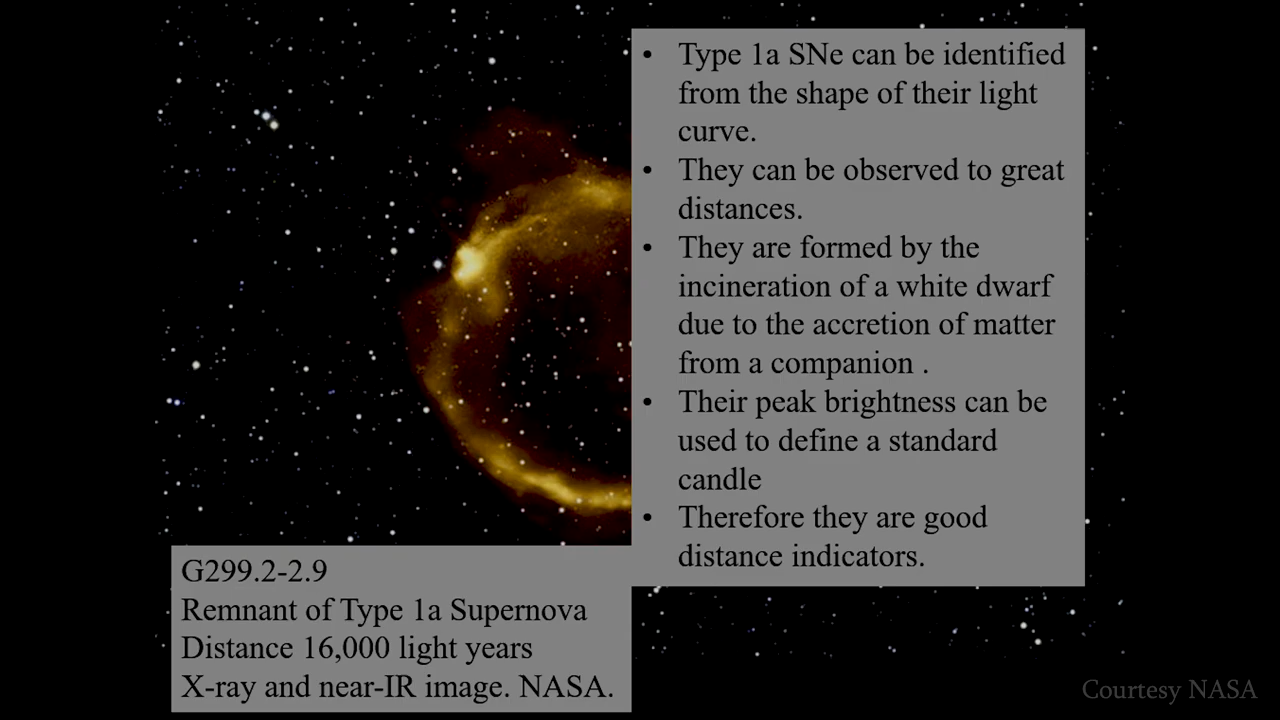 • Type 1a SNe can be identified
from the shape of their light
curve.
• They can be observed to great
distances.
• They are formed by the
incineration of a white dwarf
due to the accretion of matter
from a companion .
• Their peak brightness can be
used to define a standard
candle
• Therefore they are good
distance indicators.
G299.2-2.9
Remnant of Type 1a Supernova
Distance 16,000 light years
X-ray and near-IR image. NASA.
Courtesy NASA